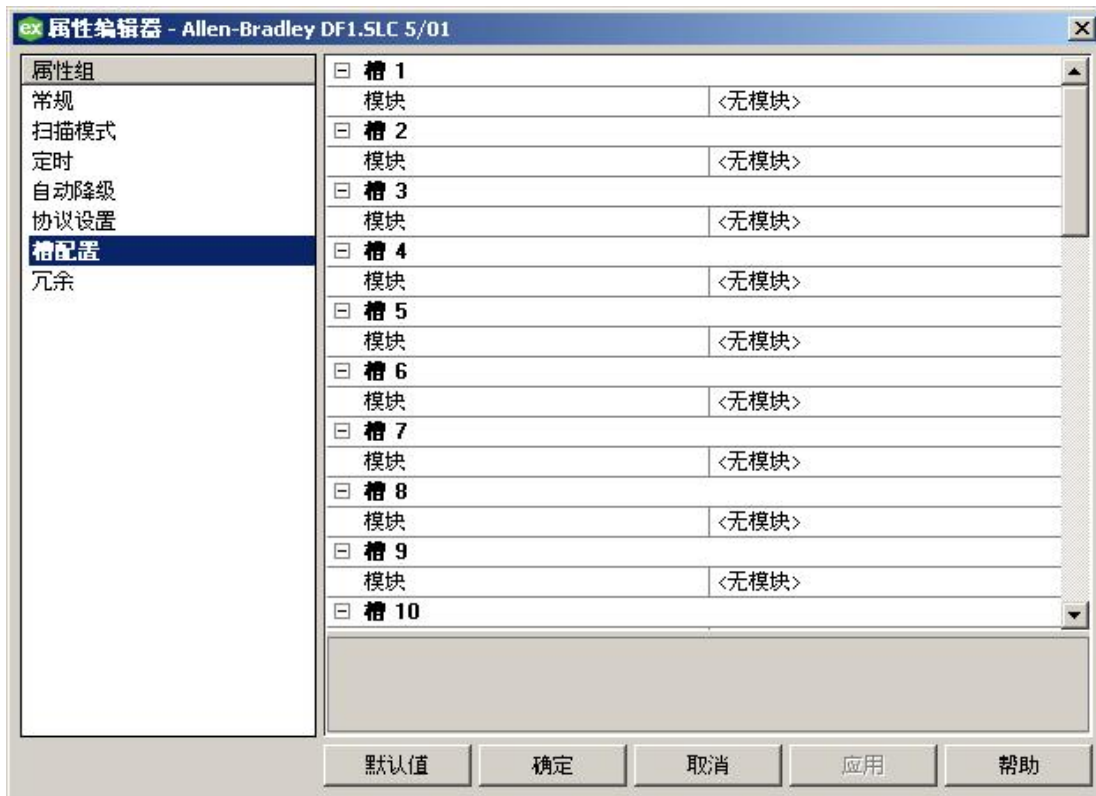 ex 属性编辑器 - Allen-Bradley DF1.SLC 5/01
属性组
常规
扫描模式
定时
自动降级
协议设置
槽配置
冗余
槽 1
模块 <无模块>
槽 2
模块 <无模块>
槽 3
模块 <无模块>
槽 4
模块 <无模块>
槽 5
模块 <无模块>
槽 6
模块 <无模块>
槽 7
模块 <无模块>
槽 8
模块 <无模块>
槽 9
模块 <无模块>
槽 10
默认值 确定 取消 应用 帮助